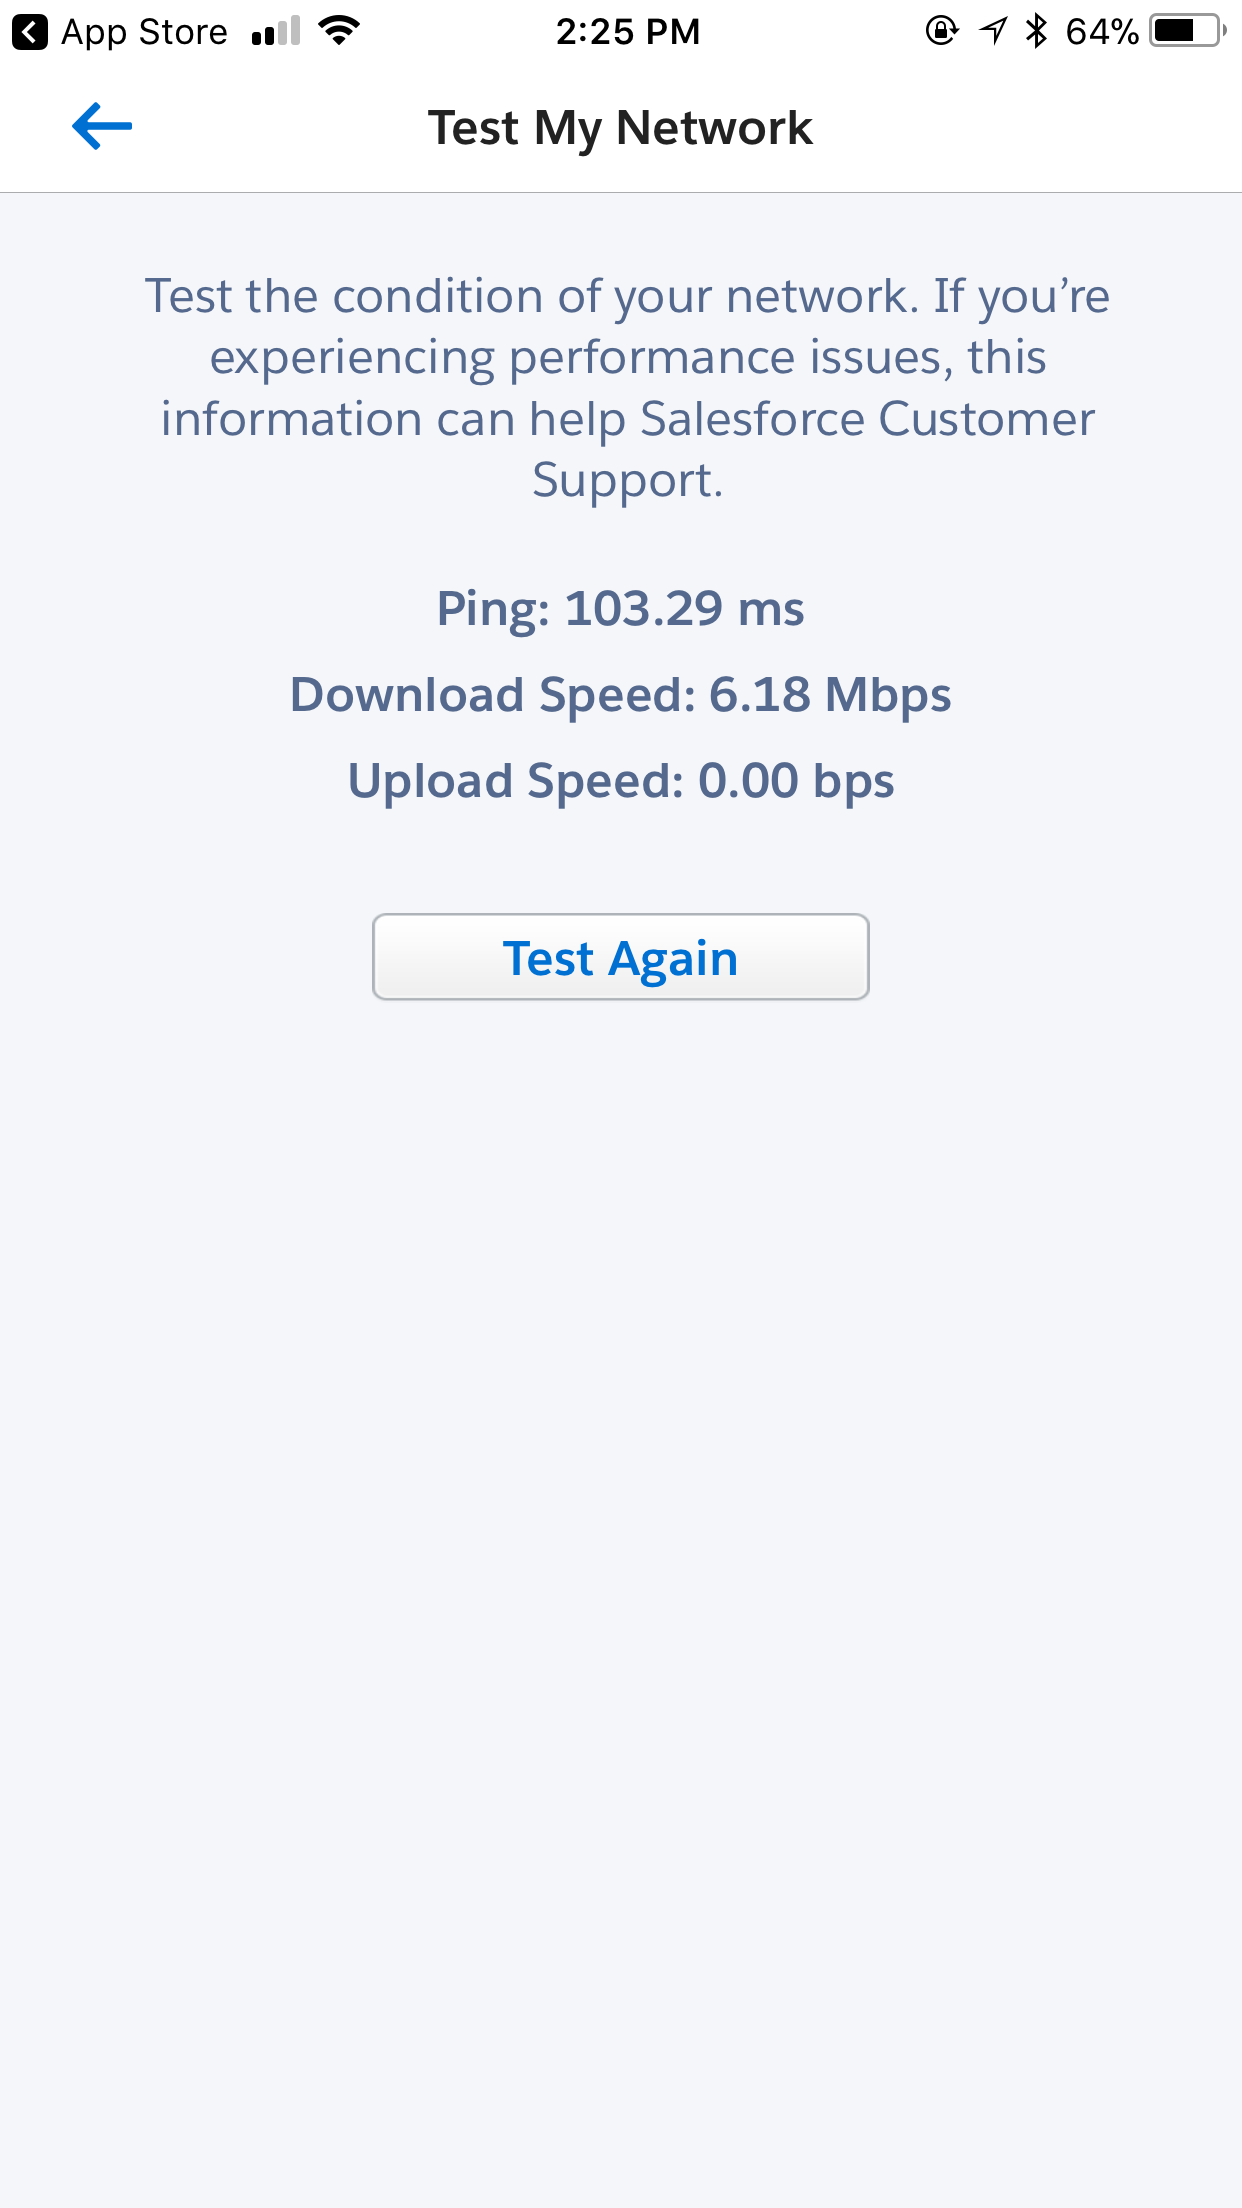 App Store
2:25 PM
64%
Test My Network
Test the condition of your network. If you’re
experiencing performance issues, this
information can help Salesforce Customer
Support.
Ping: 103.29 ms
Download Speed: 6.18 Mbps
Upload Speed: 0.00 bps
Test Again